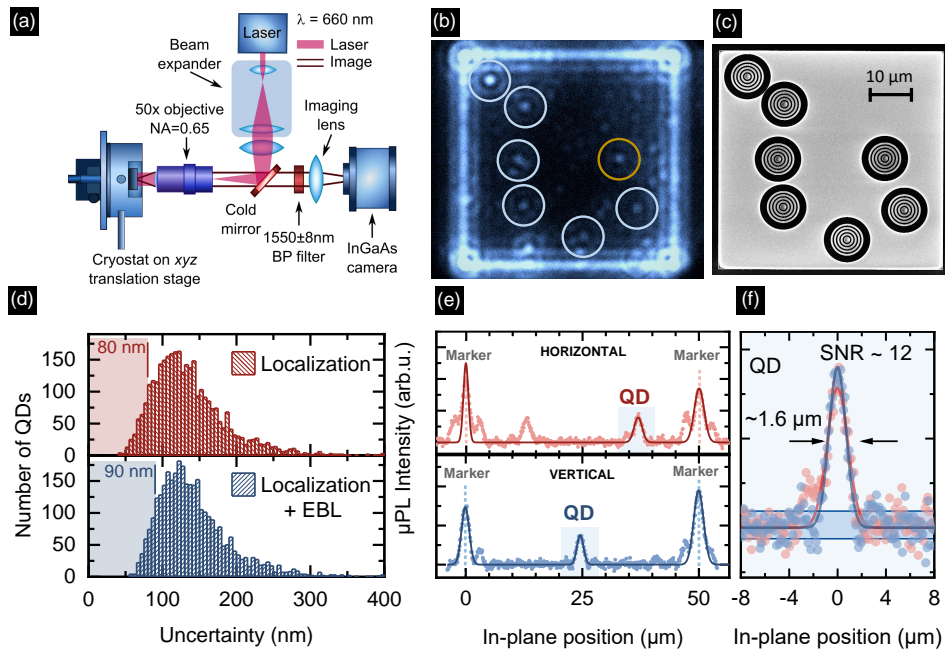 (a)
Laser
λ = 660 nm
Laser
Image
Beam
expander
50x objective
NA=0.65
Imaging
lens
Cold
mirror
1550±8nm
BP filter
InGaAs
camera
Cryostat on xyz
translation stage
(b)
(c)
10 µm
(d)
Number of QDs
150
100
50
0
80 nm
Localization
150
100
50
0
90 nm
Localization
+ EBL
0
100
200
300
400
Uncertainty (nm)
(e)
µPL Intensity (arb.u.)
Marker
HORIZONTAL
Marker
QD
Marker
VERTICAL
Marker
QD
0
25
50
In-plane position (µm)
(f)
QD
SNR ~ 12
~1.6 µm
-8
-4
0
4
8
In-plane position (µm)